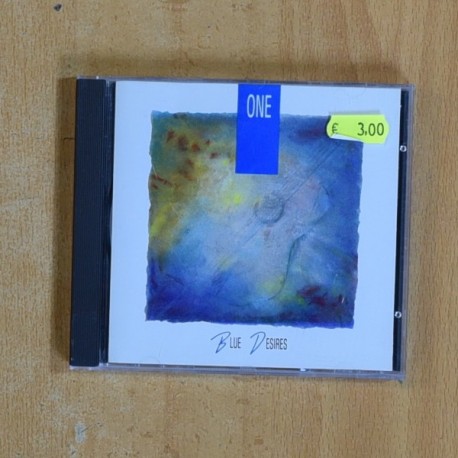 ONE
€ 3,00
Blue Desires